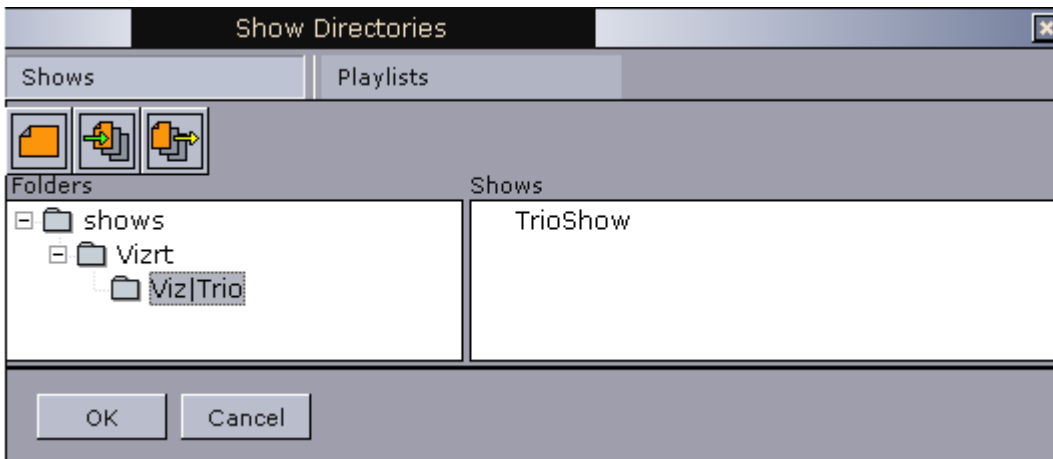 Show Directories
Shows
Playlists
Folders
Shows
shows
Vizrt
Viz|Trio
TrioShow
OK
Cancel